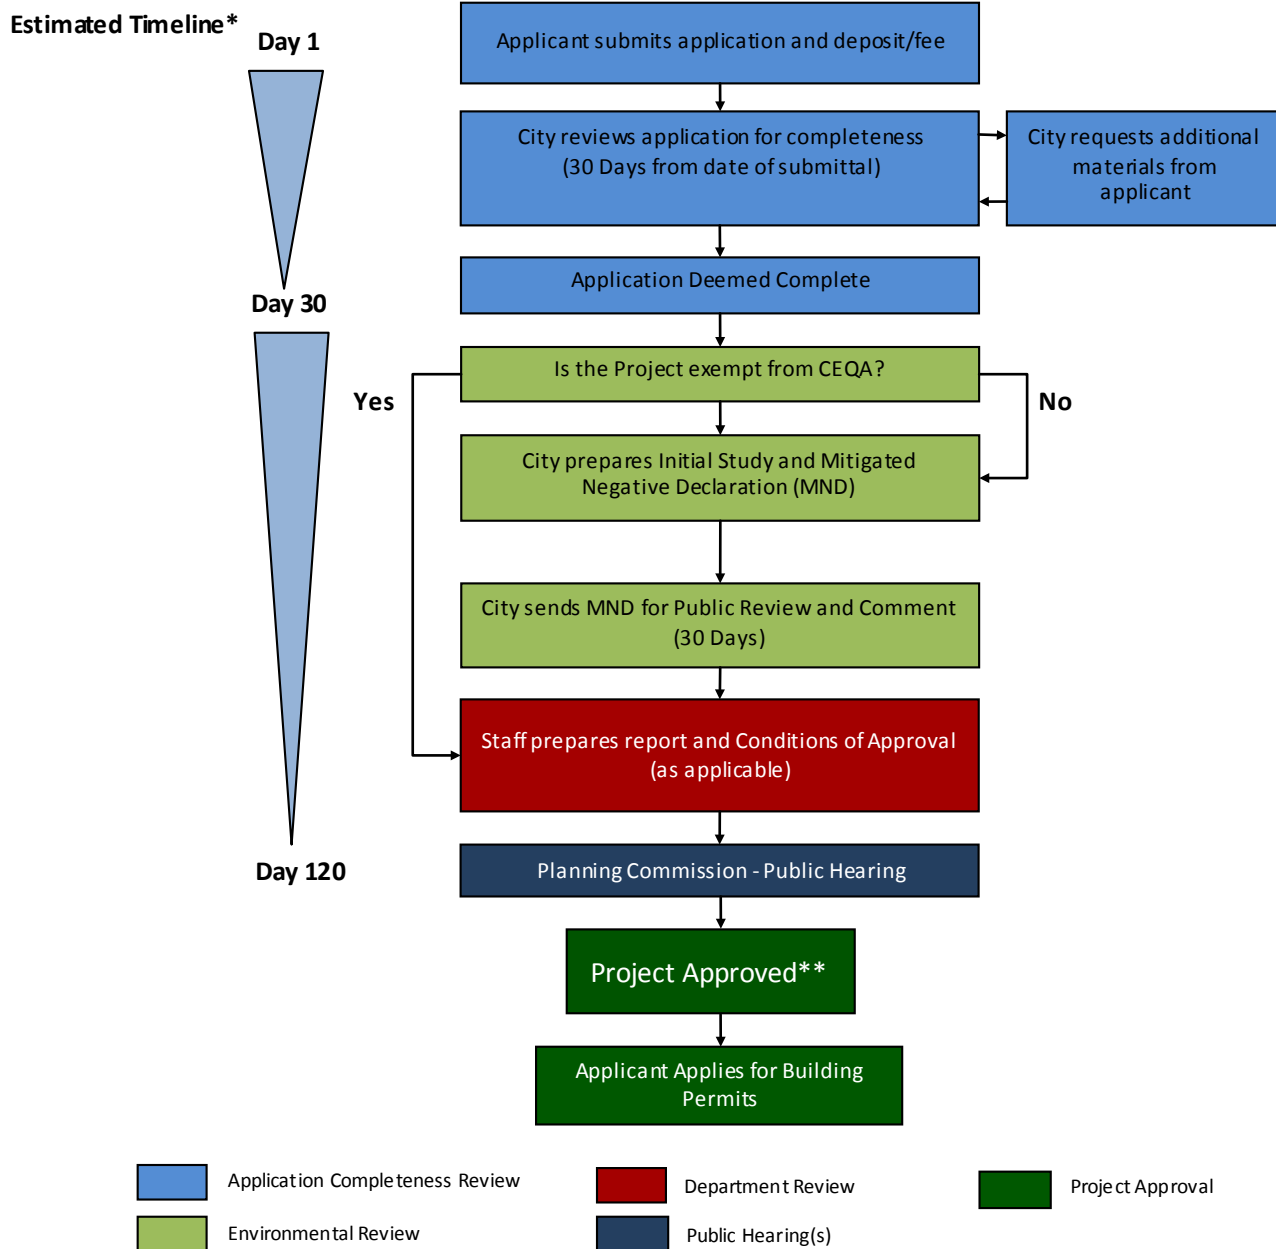 Estimated Timeline*
Day 1
Applicant submits application and deposit/fee
City reviews application for completeness
(30 Days from date of submittal)
City requests additional
materials from
applicant
Application Deemed Complete
Day 30
Is the Project exempt from CEQA?
Yes
No
City prepares Initial Study and Mitigated
Negative Declaration (MND)
City sends MND for Public Review and Comment
(30 Days)
Staff prepares report and Conditions of Approval
(as applicable)
Day 120
Planning Commission - Public Hearing
Project Approved**
Applicant Applies for Building
Permits
Application Completeness Review
Department Review
Project Approval
Environmental Review
Public Hearing(s)